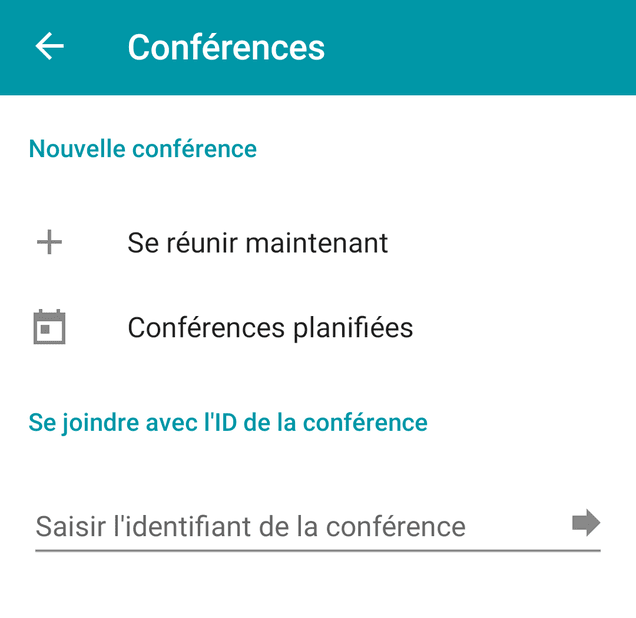 Conférences
Nouvelle conférence
Se réunir maintenant
Conférences planifiées
Se joindre avec l'ID de la conférence
Saisir l'identifiant de la conférence